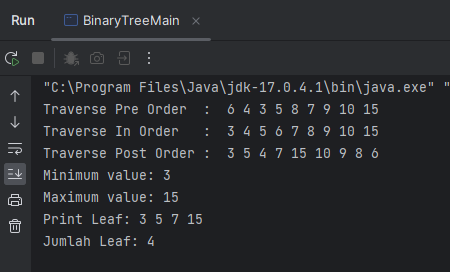 Run BinaryTreeMain
"C:\Program Files\Java\jdk-17.0.4.1\bin\java.exe" "
Traverse Pre Order  :  6 4 3 5 8 7 9 10 15
Traverse In Order   :  3 4 5 6 7 8 9 10 15
Traverse Post Order :  3 5 4 7 15 10 9 8 6
Minimum value: 3
Maximum value: 15
Print Leaf: 3 5 7 15
Jumlah Leaf: 4